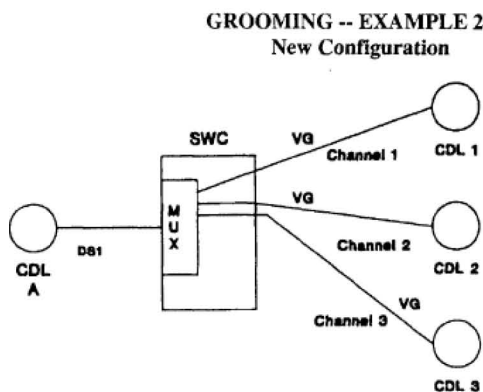 GROOMING -- EXAMPLE 2
New Configuration
SWC
VG
Channel 1
CDL 1
MUX
VG
Channel 2
CDL 2
DS1
CDL
A
VG
Channel 3
CDL 3